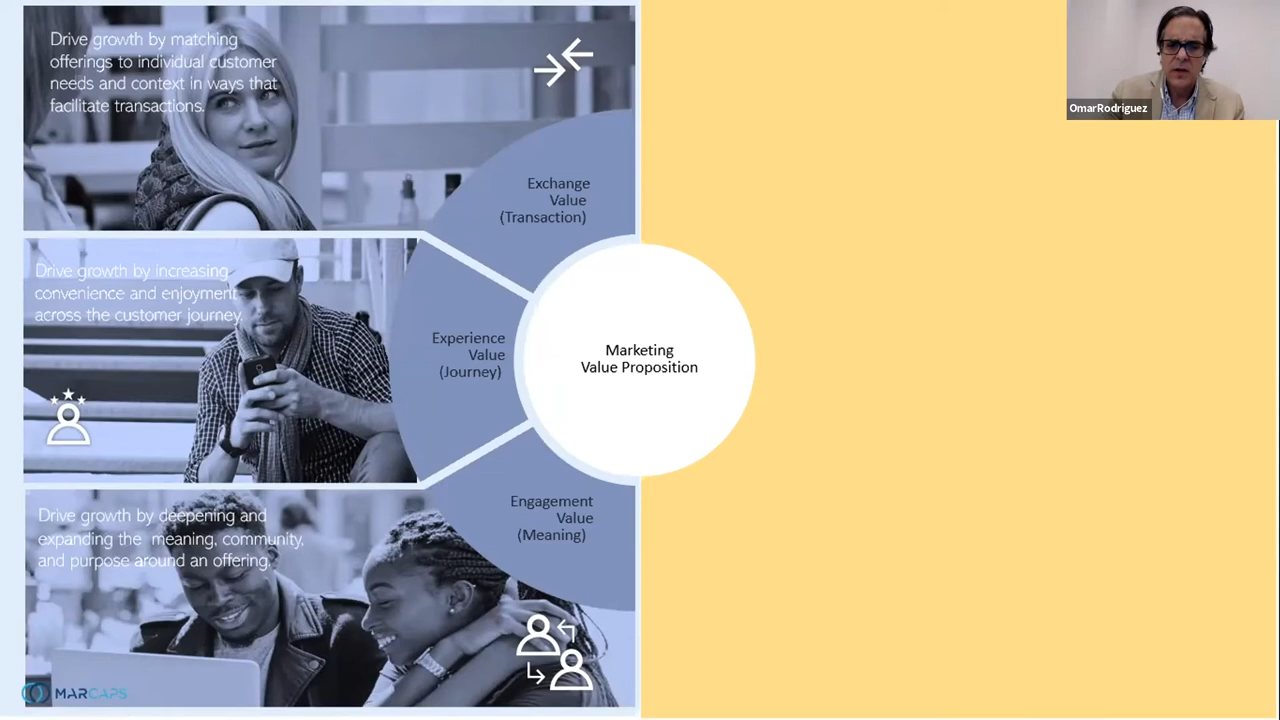 Drive growth by matching
offerings to individual customer
needs and context in ways that
facilitate transactions.
Exchange
Value
(Transaction)
OmarRodriguez
Drive growth by increasing
convenience and enjoyment
across the customer journey.
Experience
Value
(Journey)
Marketing
Value Proposition
Drive growth by deepening and
expanding the meaning, community,
and purpose around an offering.
Engagement
Value
(Meaning)
MARCAPS